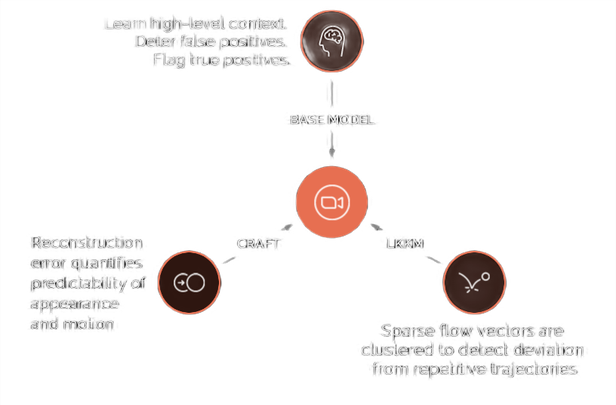 Learn high-level context.
Deter false positives.
Flag true positives.
BASE MODEL
CRAFT
Reconstruction
error quantifies
predictability of
appearance
and motion
Sparse flow vectors are
clustered to detect deviation
from repetitive trajectories